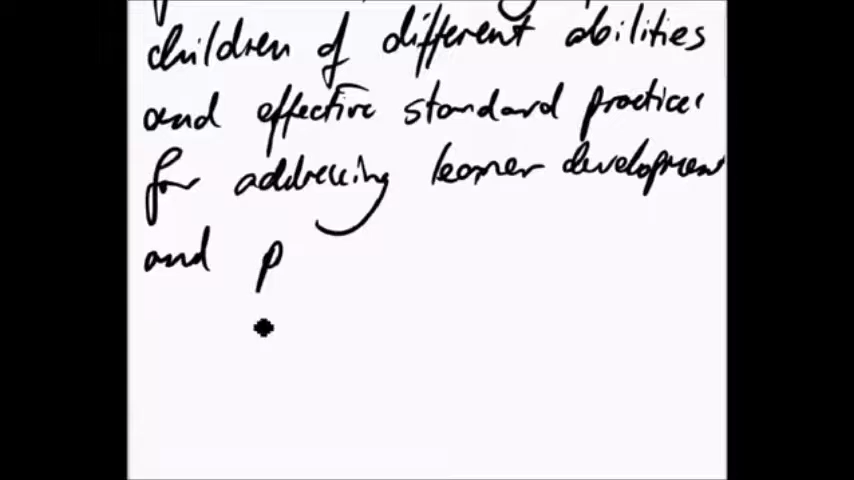 children of different abilities
and effective standard practices
for addressing learner development
and p